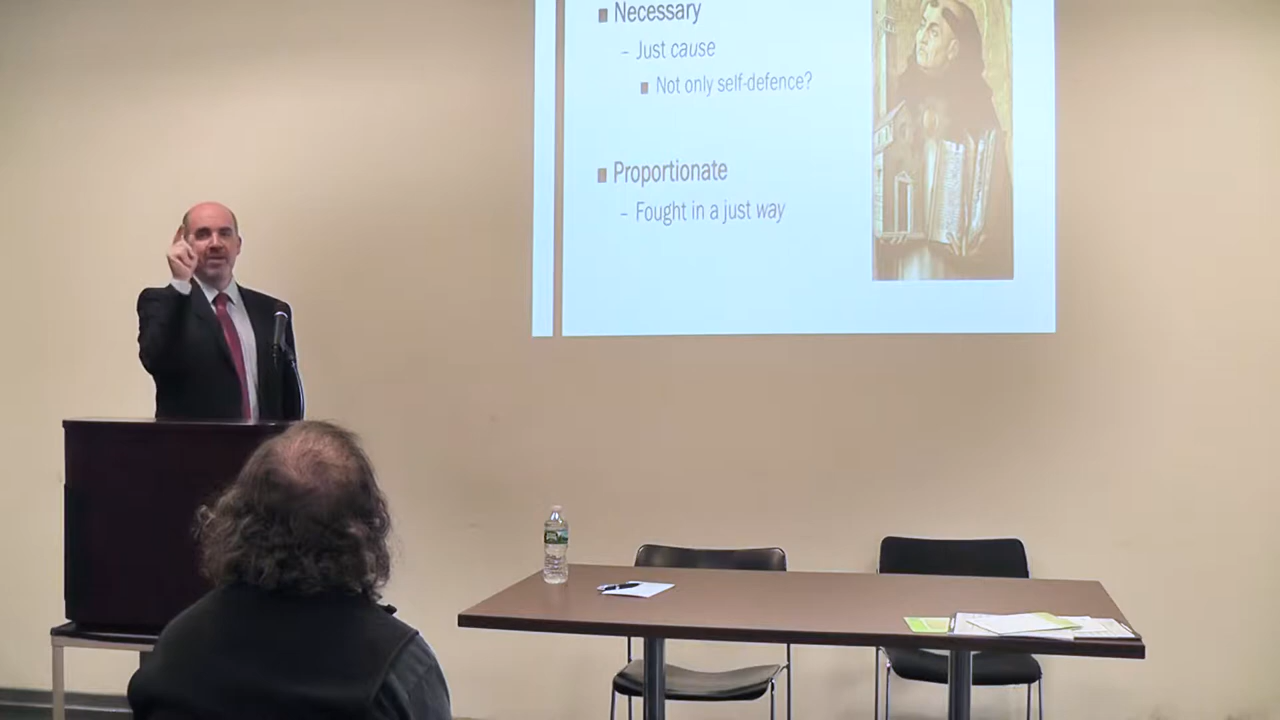 ■ Necessary
– Just cause
■ Not only self-defence?
■ Proportionate
– Fought in a just way